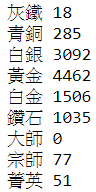 灰鐵 18
青銅 285
白銀 3092
黃金 4462
白金 1506
鑽石 1035
大師 0
宗師 77
菁英 51